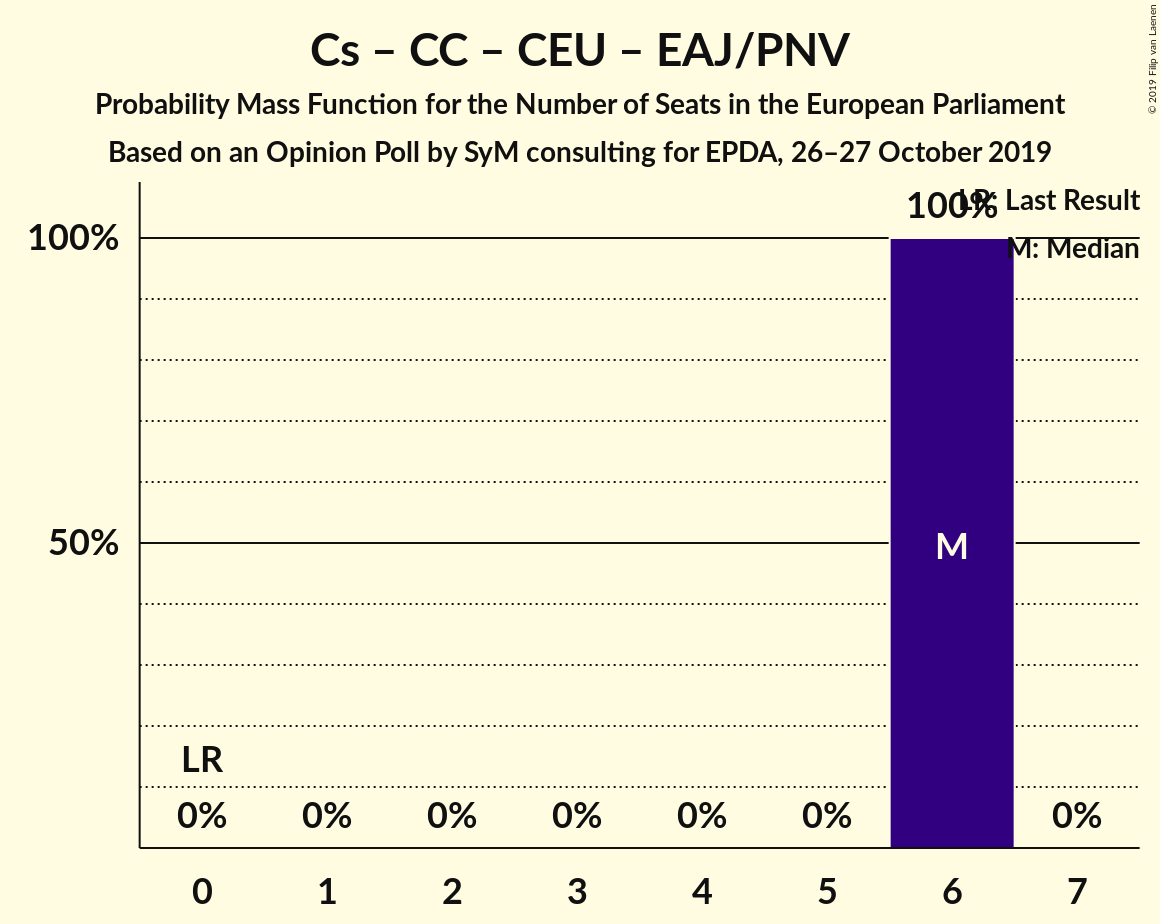 Cs – CC – CEU – EAJ/PNV
Probability Mass Function for the Number of Seats in the European Parliament
Based on an Opinion Poll by SyM consulting for EPDA, 26–27 October 2019
© 2019 Filip van Laenen
LR: Last Result
M: Median
100%
100%
50%
M
LR
0% 0% 0% 0% 0% 0% 0%
0 1 2 3 4 5 6 7